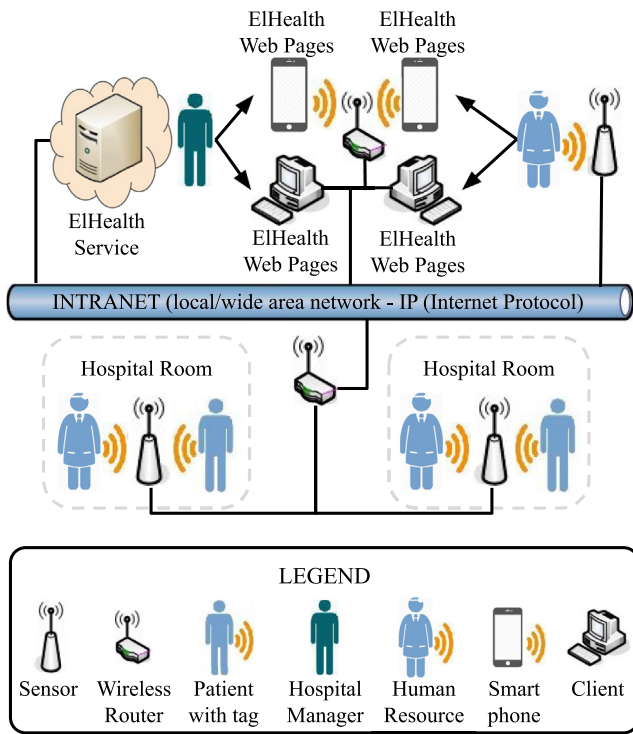 ElHealth
Web Pages
ElHealth
Web Pages
ElHealth
Service
ElHealth
Web Pages
ElHealth
Web Pages
INTRANET (local/wide area network - IP (Internet Protocol)
Hospital Room
Hospital Room
LEGEND
Sensor
Wireless
Router
Patient
with tag
Hospital
Manager
Human
Resource
Smart
phone
Client